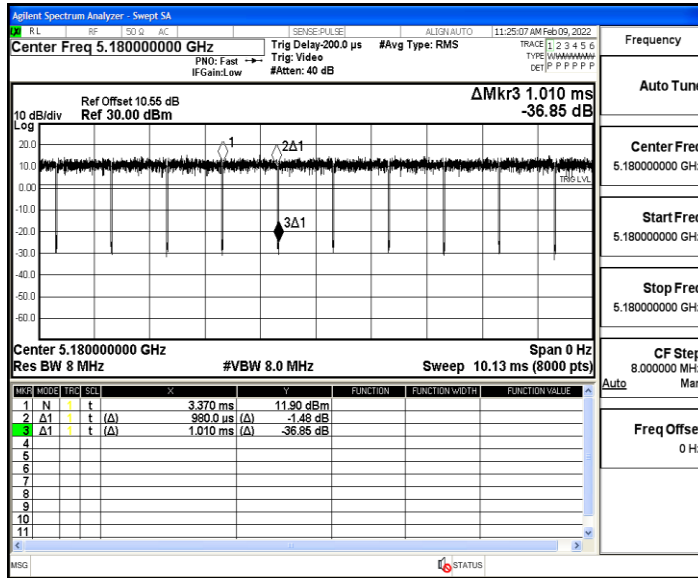 Agilent Spectrum Analyzer - Swept SA
RL RF 50 Ω AC SENSE:PULSE ALIGN AUTO 11:25:07 AM Feb 09, 2022
Center Freq 5.180000000 GHz
PNO: Fast
IFGain:Low
Trig Delay-200.0 µs
Trig: Video
#Atten: 40 dB
#Avg Type: RMS
TRACE 1 2 3 4 5 6
TYPE WWWWWW
DET P P P P P P
Ref Offset 10.55 dB
10 dB/div Ref 30.00 dBm
Log
ΔMkr3 1.010 ms
-36.85 dB
20.0
10.0
0.00
-10.0
-20.0
-30.0
-40.0
-50.0
-60.0
1
2Δ1
3Δ1
TRIG LVL
Center 5.180000000 GHz Span 0 Hz
Res BW 8 MHz #VBW 8.0 MHz Sweep 10.13 ms (8000 pts)
MKR MODE TRC SCL X Y FUNCTION FUNCTION WIDTH FUNCTION VALUE
1 N 1 t 3.370 ms 11.90 dBm
2 Δ1 1 t (Δ) 980.0 µs (Δ) -1.48 dB
3 Δ1 1 t (Δ) 1.010 ms (Δ) -36.85 dB
4
5
6
7
8
9
10
11
MSG STATUS
Frequency
Auto Tune
Center Freq
5.180000000 GHz
Start Freq
5.180000000 GHz
Stop Freq
5.180000000 GHz
CF Step
8.000000 MHz
Auto Man
Freq Offset
0 Hz